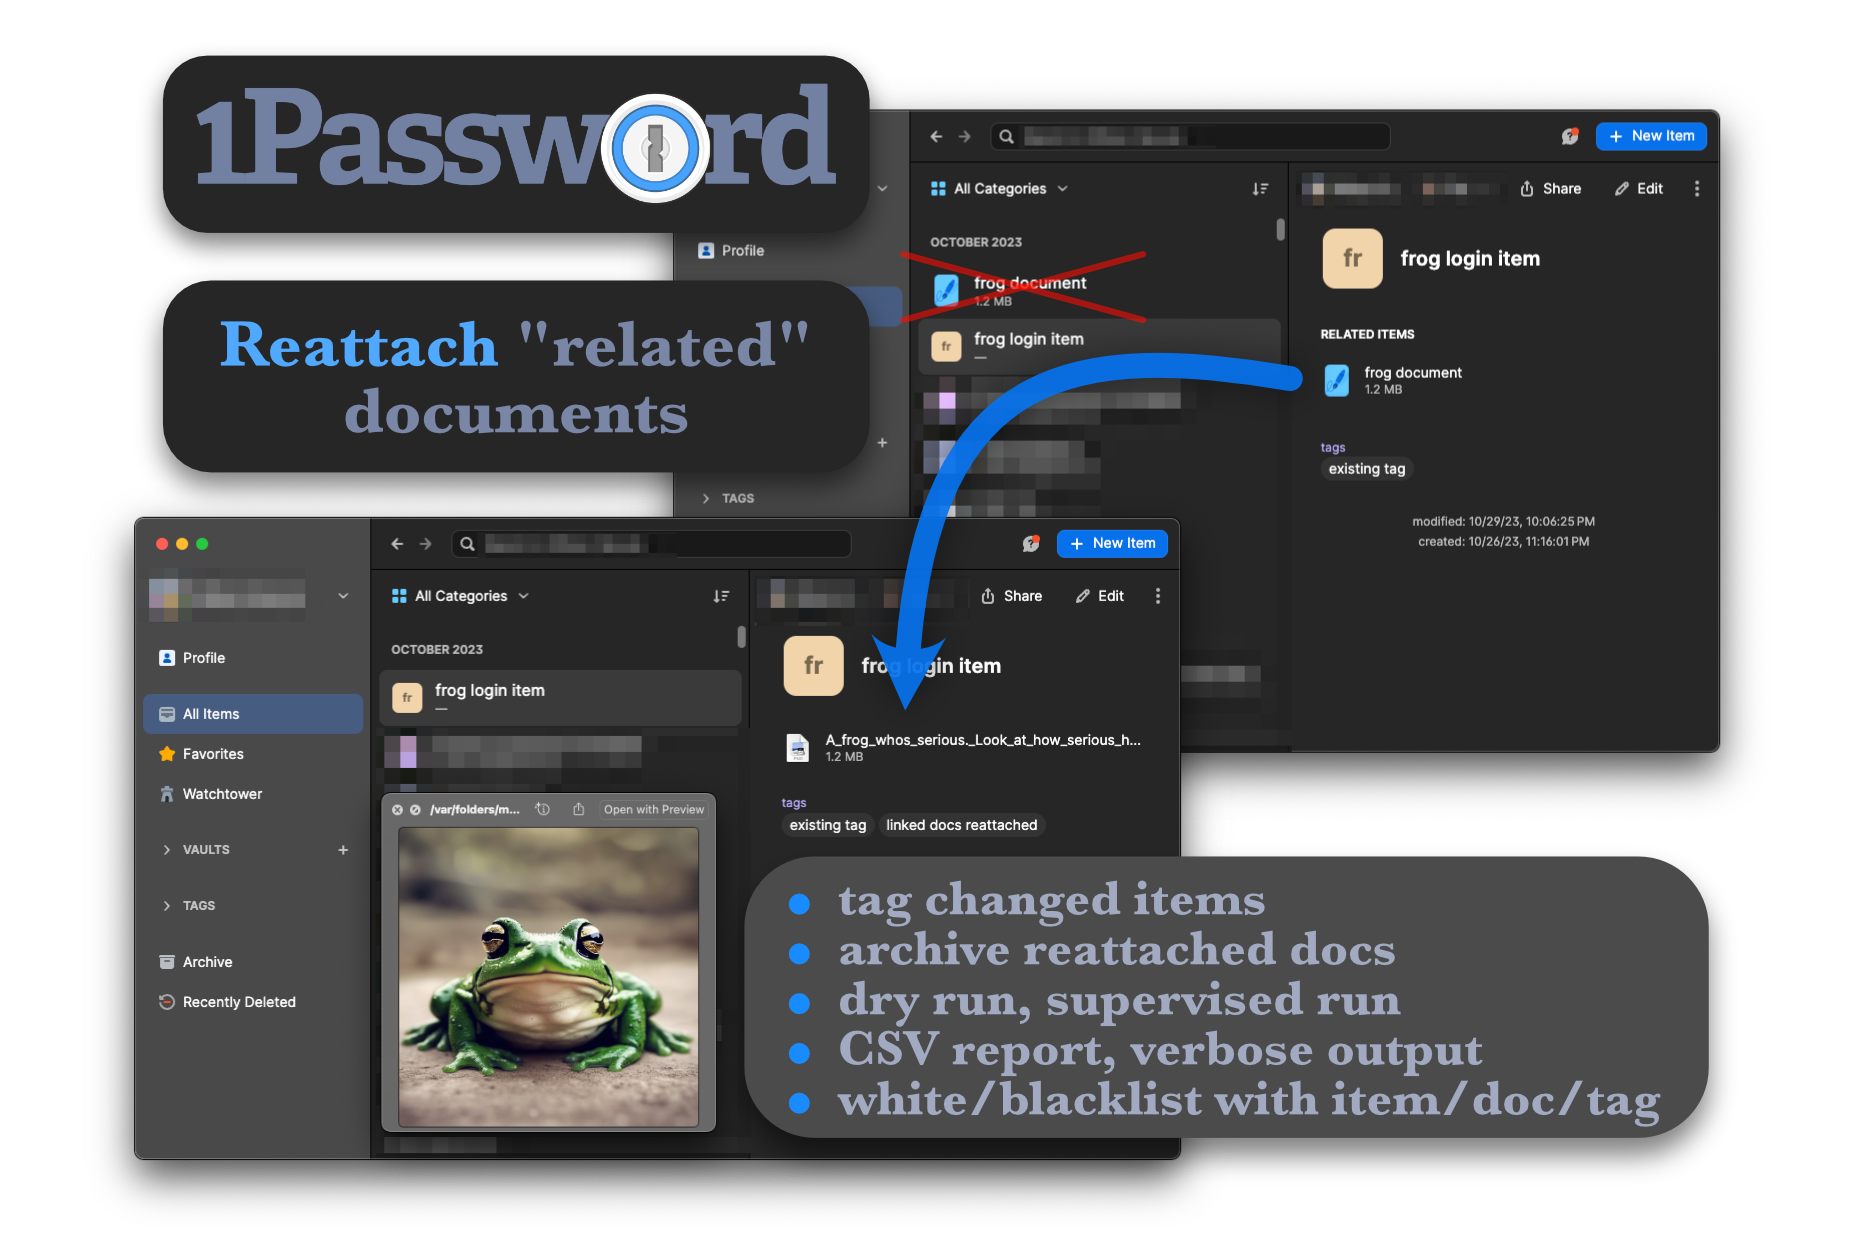 1Password
Reattach "related"
documents
New Item
All Categories
Share
Edit
OCTOBER 2023
Profile
frog document
1.2 MB
fr
frog login item
—
TAGS
fr
frog login item
RELATED ITEMS
frog document
1.2 MB
tags
existing tag
modified: 10/29/23, 10:06:25 PM
created: 10/26/23, 11:16:01 PM
New Item
All Categories
Share
Edit
Profile
All Items
Favorites
Watchtower
VAULTS
TAGS
Archive
Recently Deleted
OCTOBER 2023
fr
frog login item
—
fr
frog login item
A_frog_whos_serious._Look_at_how_serious_h...
1.2 MB
tags
existing tag linked docs reattached
/var/folders/m... Open with Preview
• tag changed items
• archive reattached docs
• dry run, supervised run
• CSV report, verbose output
• white/blacklist with item/doc/tag